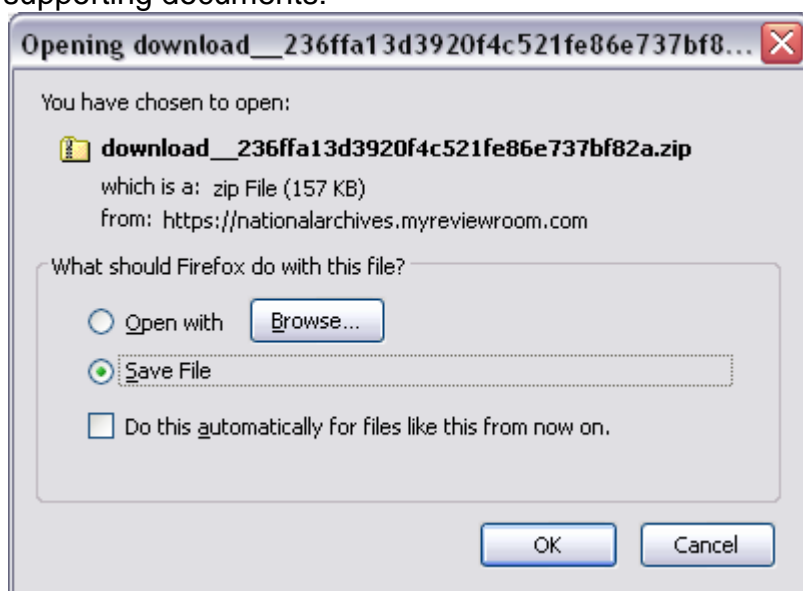 supporting documents.
Opening download__236ffa13d3920f4c521fe86e737bf8...
You have chosen to open:
download__236ffa13d3920f4c521fe86e737bf82a.zip
which is a: zip File (157 KB)
from: https://nationalarchives.myreviewroom.com
What should Firefox do with this file?
Open with Browse...
Save File
Do this automatically for files like this from now on.
OK Cancel